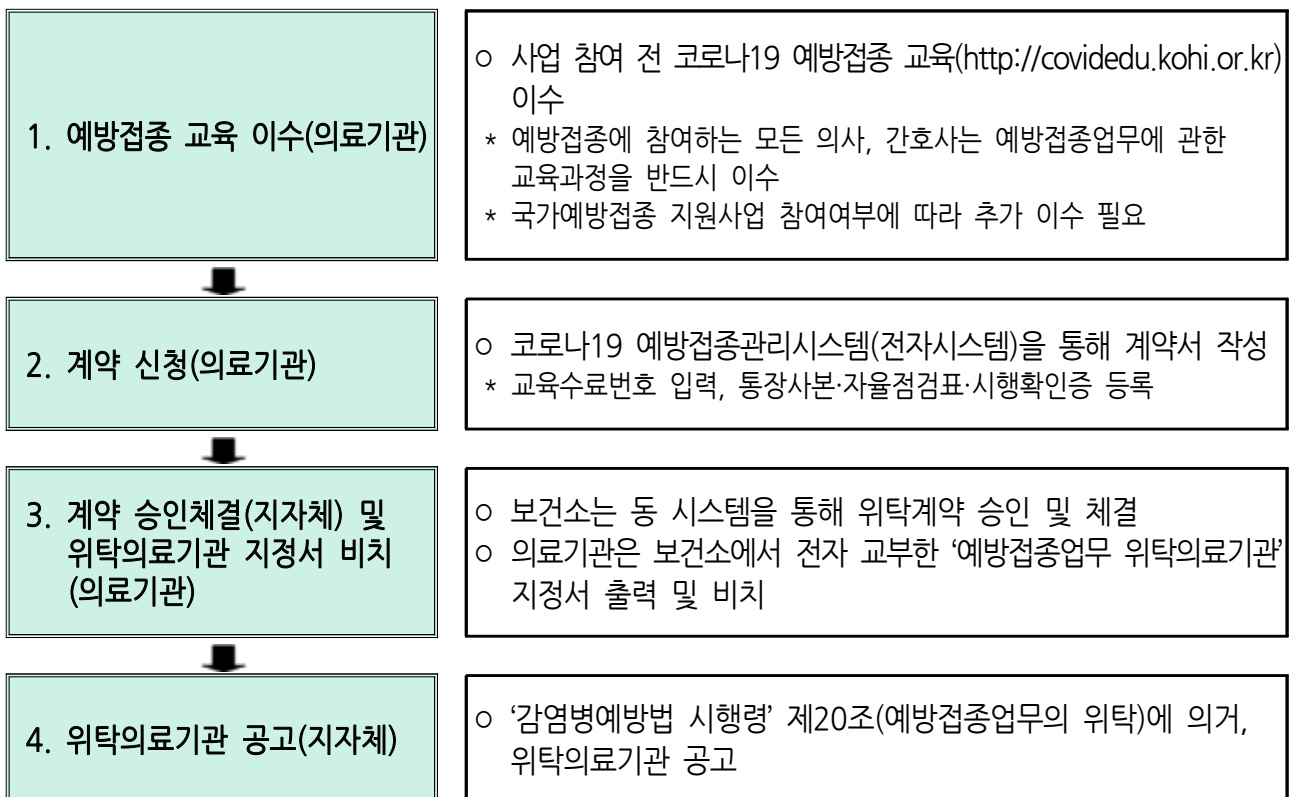 1. 예방접종 교육 이수(의료기관)
○ 사업 참여 전 코로나19 예방접종 교육(http://covidedu.kohi.or.kr)
이수
* 예방접종에 참여하는 모든 의사, 간호사는 예방접종업무에 관한
교육과정을 반드시 이수
* 국가예방접종 지원사업 참여여부에 따라 추가 이수 필요
2. 계약 신청(의료기관)
○ 코로나19 예방접종관리시스템(전자시스템)을 통해 계약서 작성
* 교육수료번호 입력, 통장사본·자율점검표·시행확인증 등록
3. 계약 승인체결(지자체) 및
위탁의료기관 지정서 비치
(의료기관)
○ 보건소는 동 시스템을 통해 위탁계약 승인 및 체결
○ 의료기관은 보건소에서 전자 교부한 ‘예방접종업무 위탁의료기관’
지정서 출력 및 비치
4. 위탁의료기관 공고(지자체)
○ ‘감염병예방법 시행령’ 제20조(예방접종업무의 위탁)에 의거,
위탁의료기관 공고